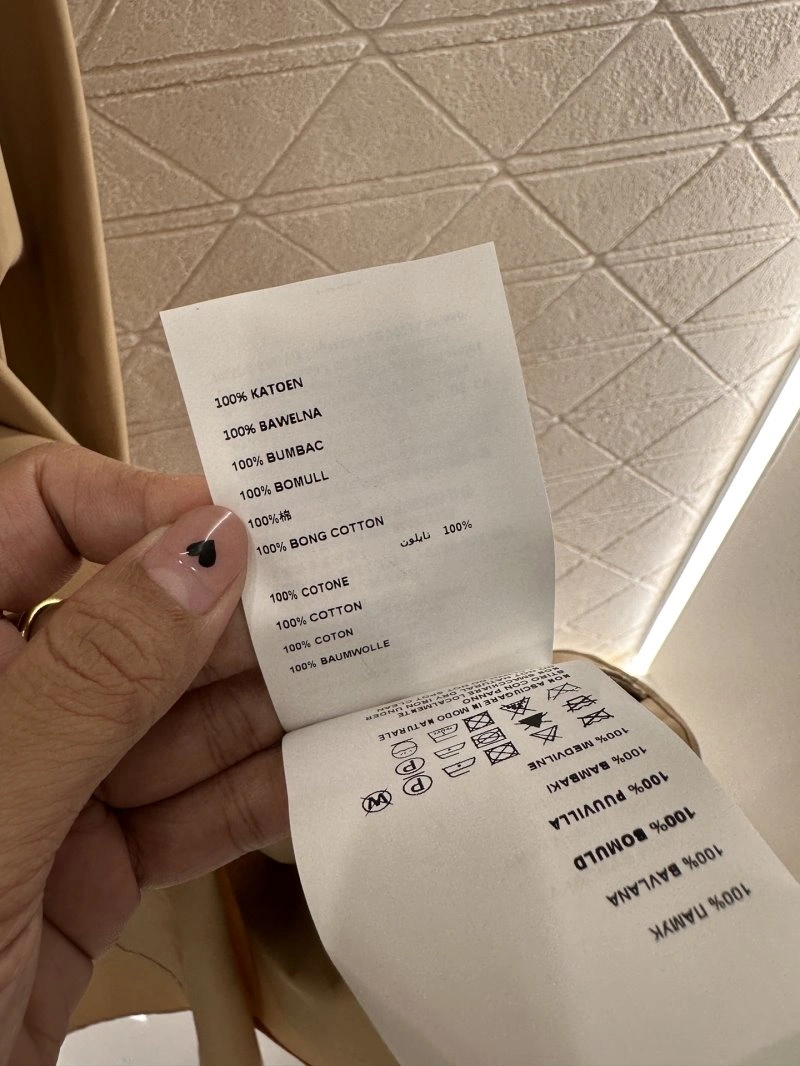 100% KATOEN
100% BAWELNA
100% BUMBAC
100% BOMULL
100%棉
100% BONG COTTON
100% نايلون
100% COTONE
100% COTTON
100% COTON
100% BAUMWOLLE
100% ПАМУК
100% BAVLANA
100% BOMULD
100% PUUVILLA
100% BAMBAKI
100% MEDVILNE
P
P
W
NON ASCIUGARE IN MODO NATURALE